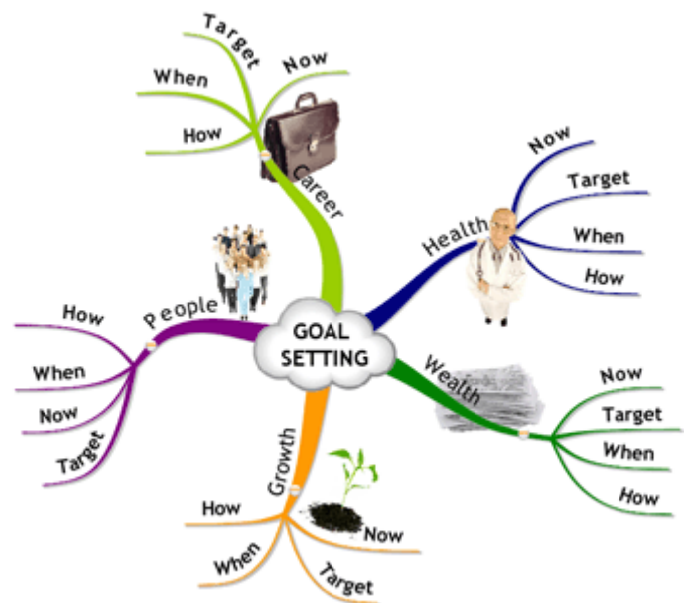 GOAL
SETTING
Career
Target
Now
When
How
Health
Now
Target
When
How
Wealth
Now
Target
When
How
Growth
How
Now
When
Target
People
How
When
Now
Target